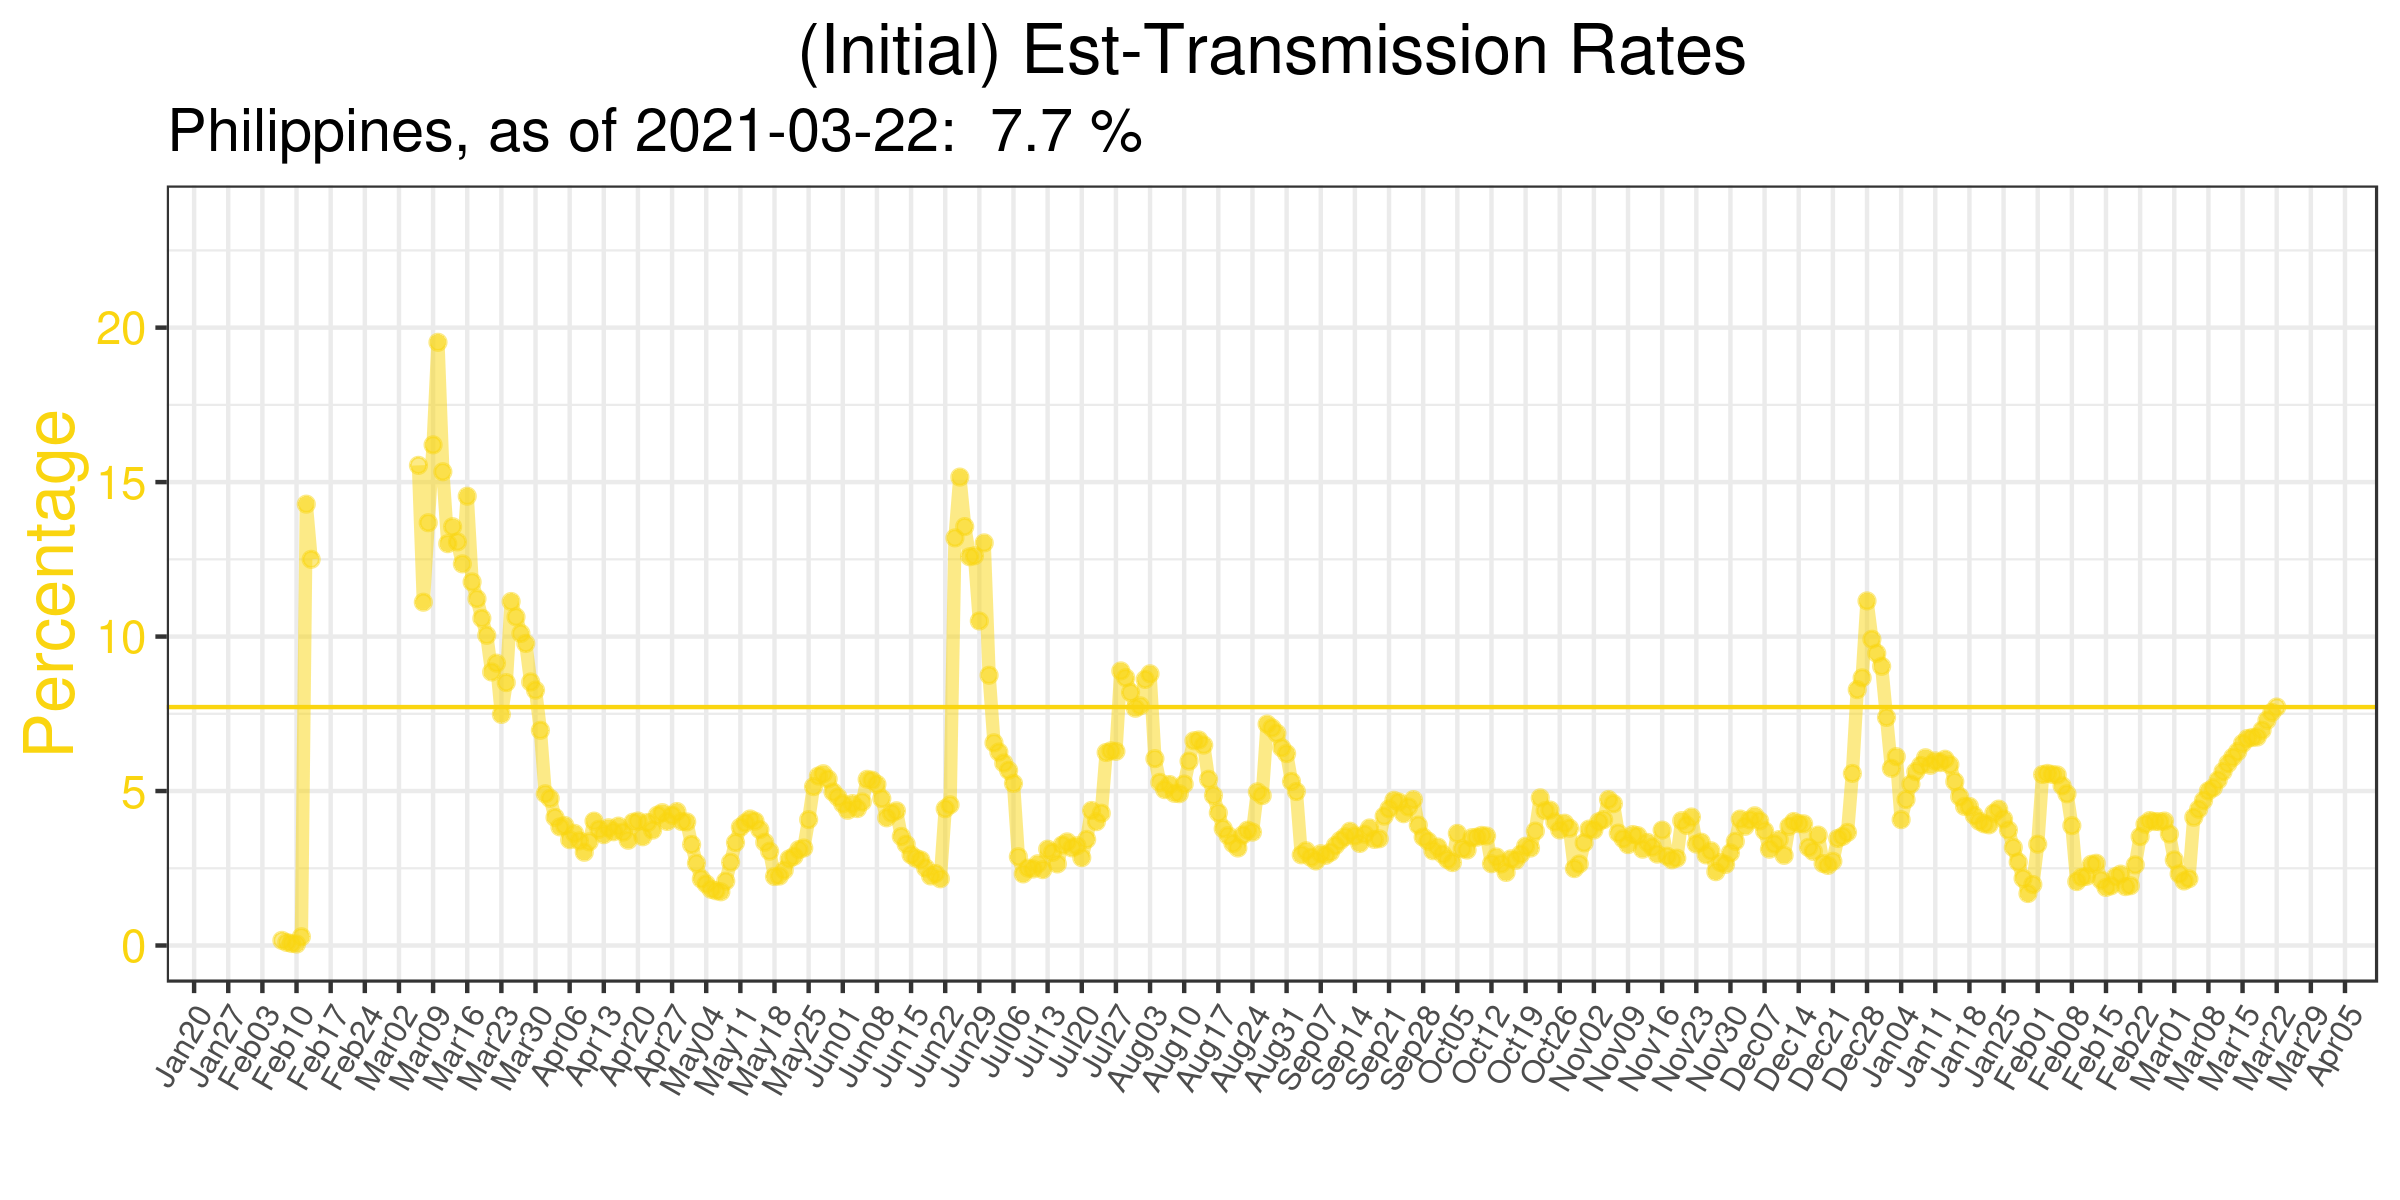 (Initial) Est-Transmission Rates
Philippines, as of 2021-03-22:  7.7 %
Percentage
20
15
10
5
0
Jan20
Jan27
Feb03
Feb10
Feb17
Feb24
Mar02
Mar09
Mar16
Mar23
Mar30
Apr06
Apr13
Apr20
Apr27
May04
May11
May18
May25
Jun01
Jun08
Jun15
Jun22
Jun29
Jul06
Jul13
Jul20
Jul27
Aug03
Aug10
Aug17
Aug24
Aug31
Sep07
Sep14
Sep21
Sep28
Oct05
Oct12
Oct19
Oct26
Nov02
Nov09
Nov16
Nov23
Nov30
Dec07
Dec14
Dec21
Dec28
Jan04
Jan11
Jan18
Jan25
Feb01
Feb08
Feb15
Feb22
Mar01
Mar08
Mar15
Mar22
Mar29
Apr05